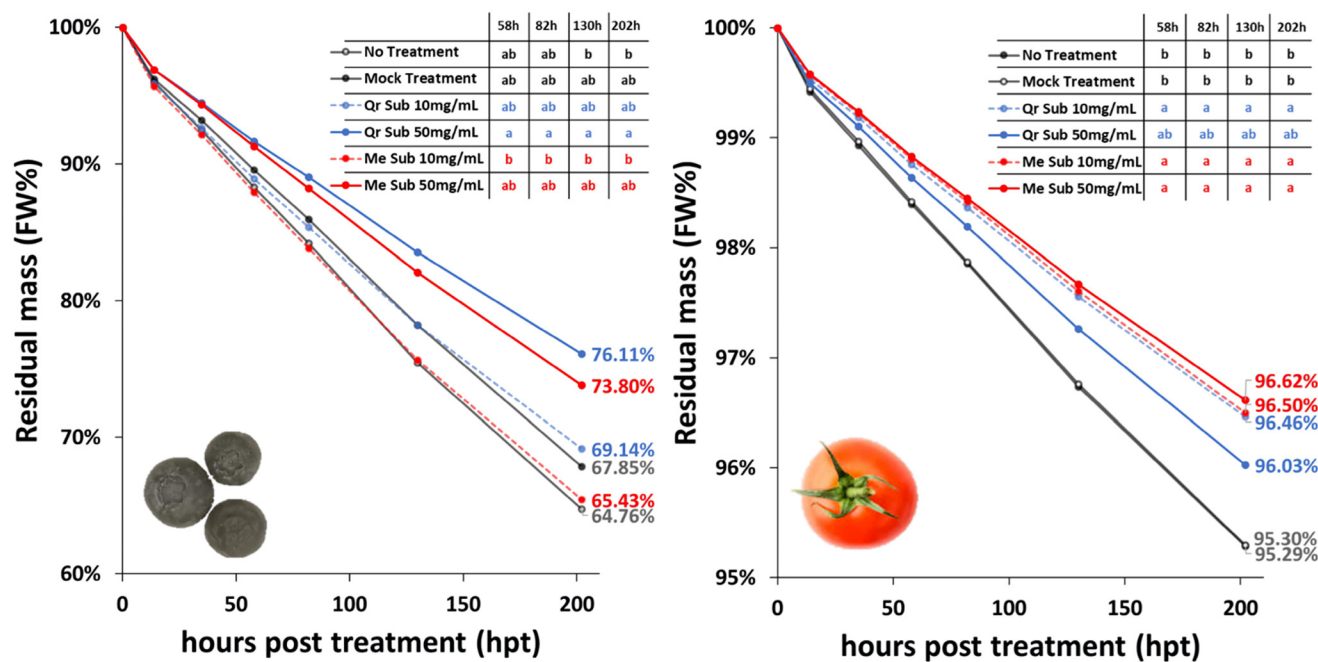 58h 82h 130h 202h
No Treatment ab ab b b
Mock Treatment ab ab ab ab
Qr Sub 10mg/mL ab ab ab ab
Qr Sub 50mg/mL a a a a
Me Sub 10mg/mL b b b b
Me Sub 50mg/mL ab ab ab ab
100%
90%
80%
70%
60%
Residual mass (FW%)
76.11%
73.80%
69.14%
67.85%
65.43%
64.76%
0 50 100 150 200
hours post treatment (hpt)
58h 82h 130h 202h
No Treatment b b b b
Mock Treatment b b b b
Qr Sub 10mg/mL a a a a
Qr Sub 50mg/mL ab ab ab ab
Me Sub 10mg/mL a a a a
Me Sub 50mg/mL a a a a
100%
99%
98%
97%
96%
95%
Residual mass (FW%)
96.62%
96.50%
96.46%
96.03%
95.30%
95.29%
0 50 100 150 200
hours post treatment (hpt)